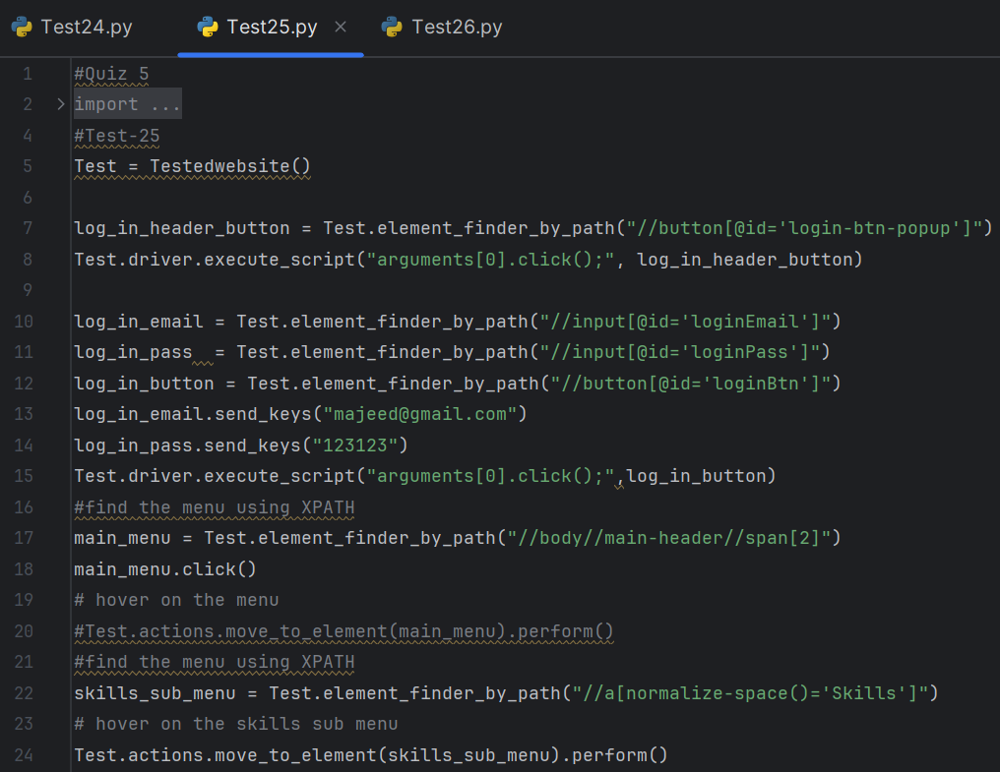 Test24.py Test25.py Test26.py
1 #Quiz 5
2 import ...
4 #Test-25
5 Test = Testedwebsite()
6
7 log_in_header_button = Test.element_finder_by_path("//button[@id='login-btn-popup']")
8 Test.driver.execute_script("arguments[0].click();", log_in_header_button)
9
10 log_in_email = Test.element_finder_by_path("//input[@id='loginEmail']")
11 log_in_pass  = Test.element_finder_by_path("//input[@id='loginPass']")
12 log_in_button = Test.element_finder_by_path("//button[@id='loginBtn']")
13 log_in_email.send_keys("majeed@gmail.com")
14 log_in_pass.send_keys("123123")
15 Test.driver.execute_script("arguments[0].click();",log_in_button)
16 #find the menu using XPATH
17 main_menu = Test.element_finder_by_path("//body//main-header//span[2]")
18 main_menu.click()
19 # hover on the menu
20 #Test.actions.move_to_element(main_menu).perform()
21 #find the menu using XPATH
22 skills_sub_menu = Test.element_finder_by_path("//a[normalize-space()='Skills']")
23 # hover on the skills sub menu
24 Test.actions.move_to_element(skills_sub_menu).perform()